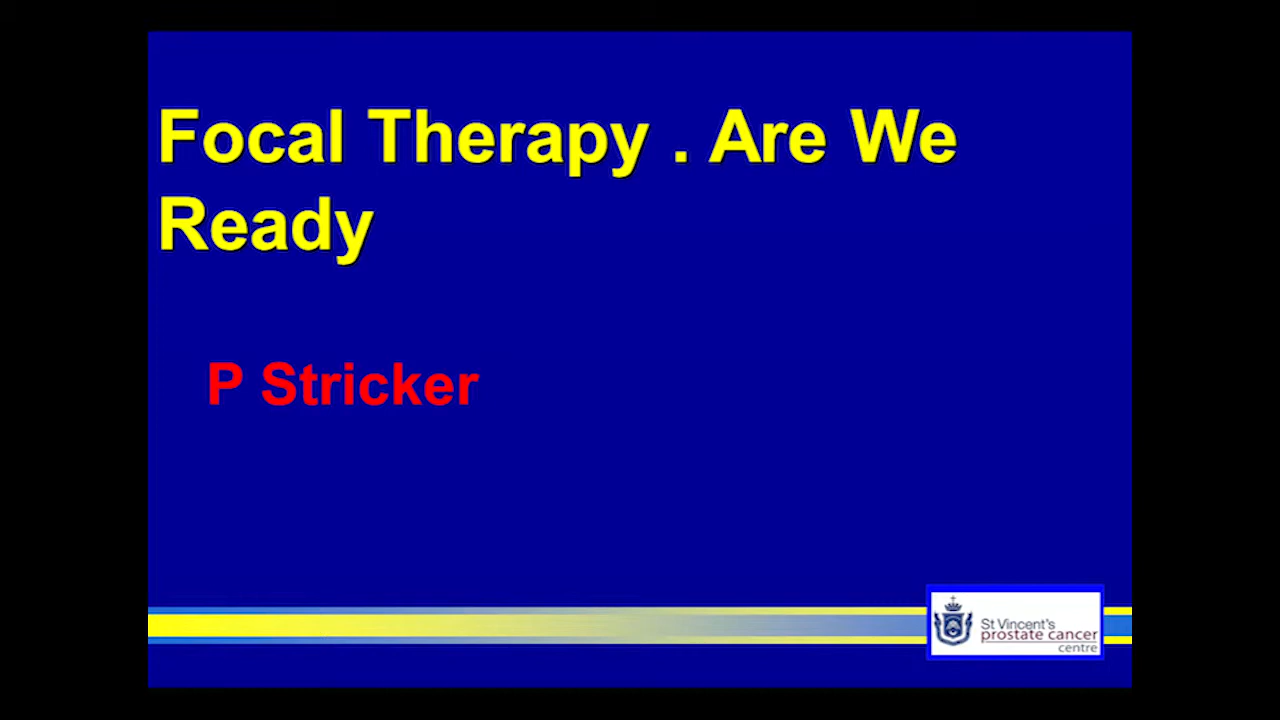 Focal Therapy . Are We
Ready
P Stricker
St Vincent's
prostate cancer
centre